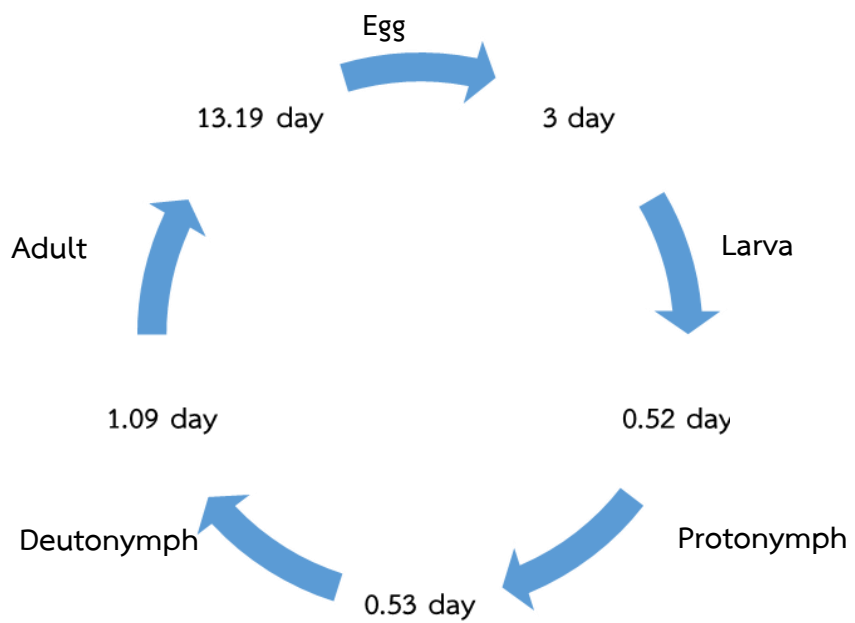 Egg
13.19 day
3 day
Adult
Larva
1.09 day
0.52 day
Deutonymph
Protonymph
0.53 day